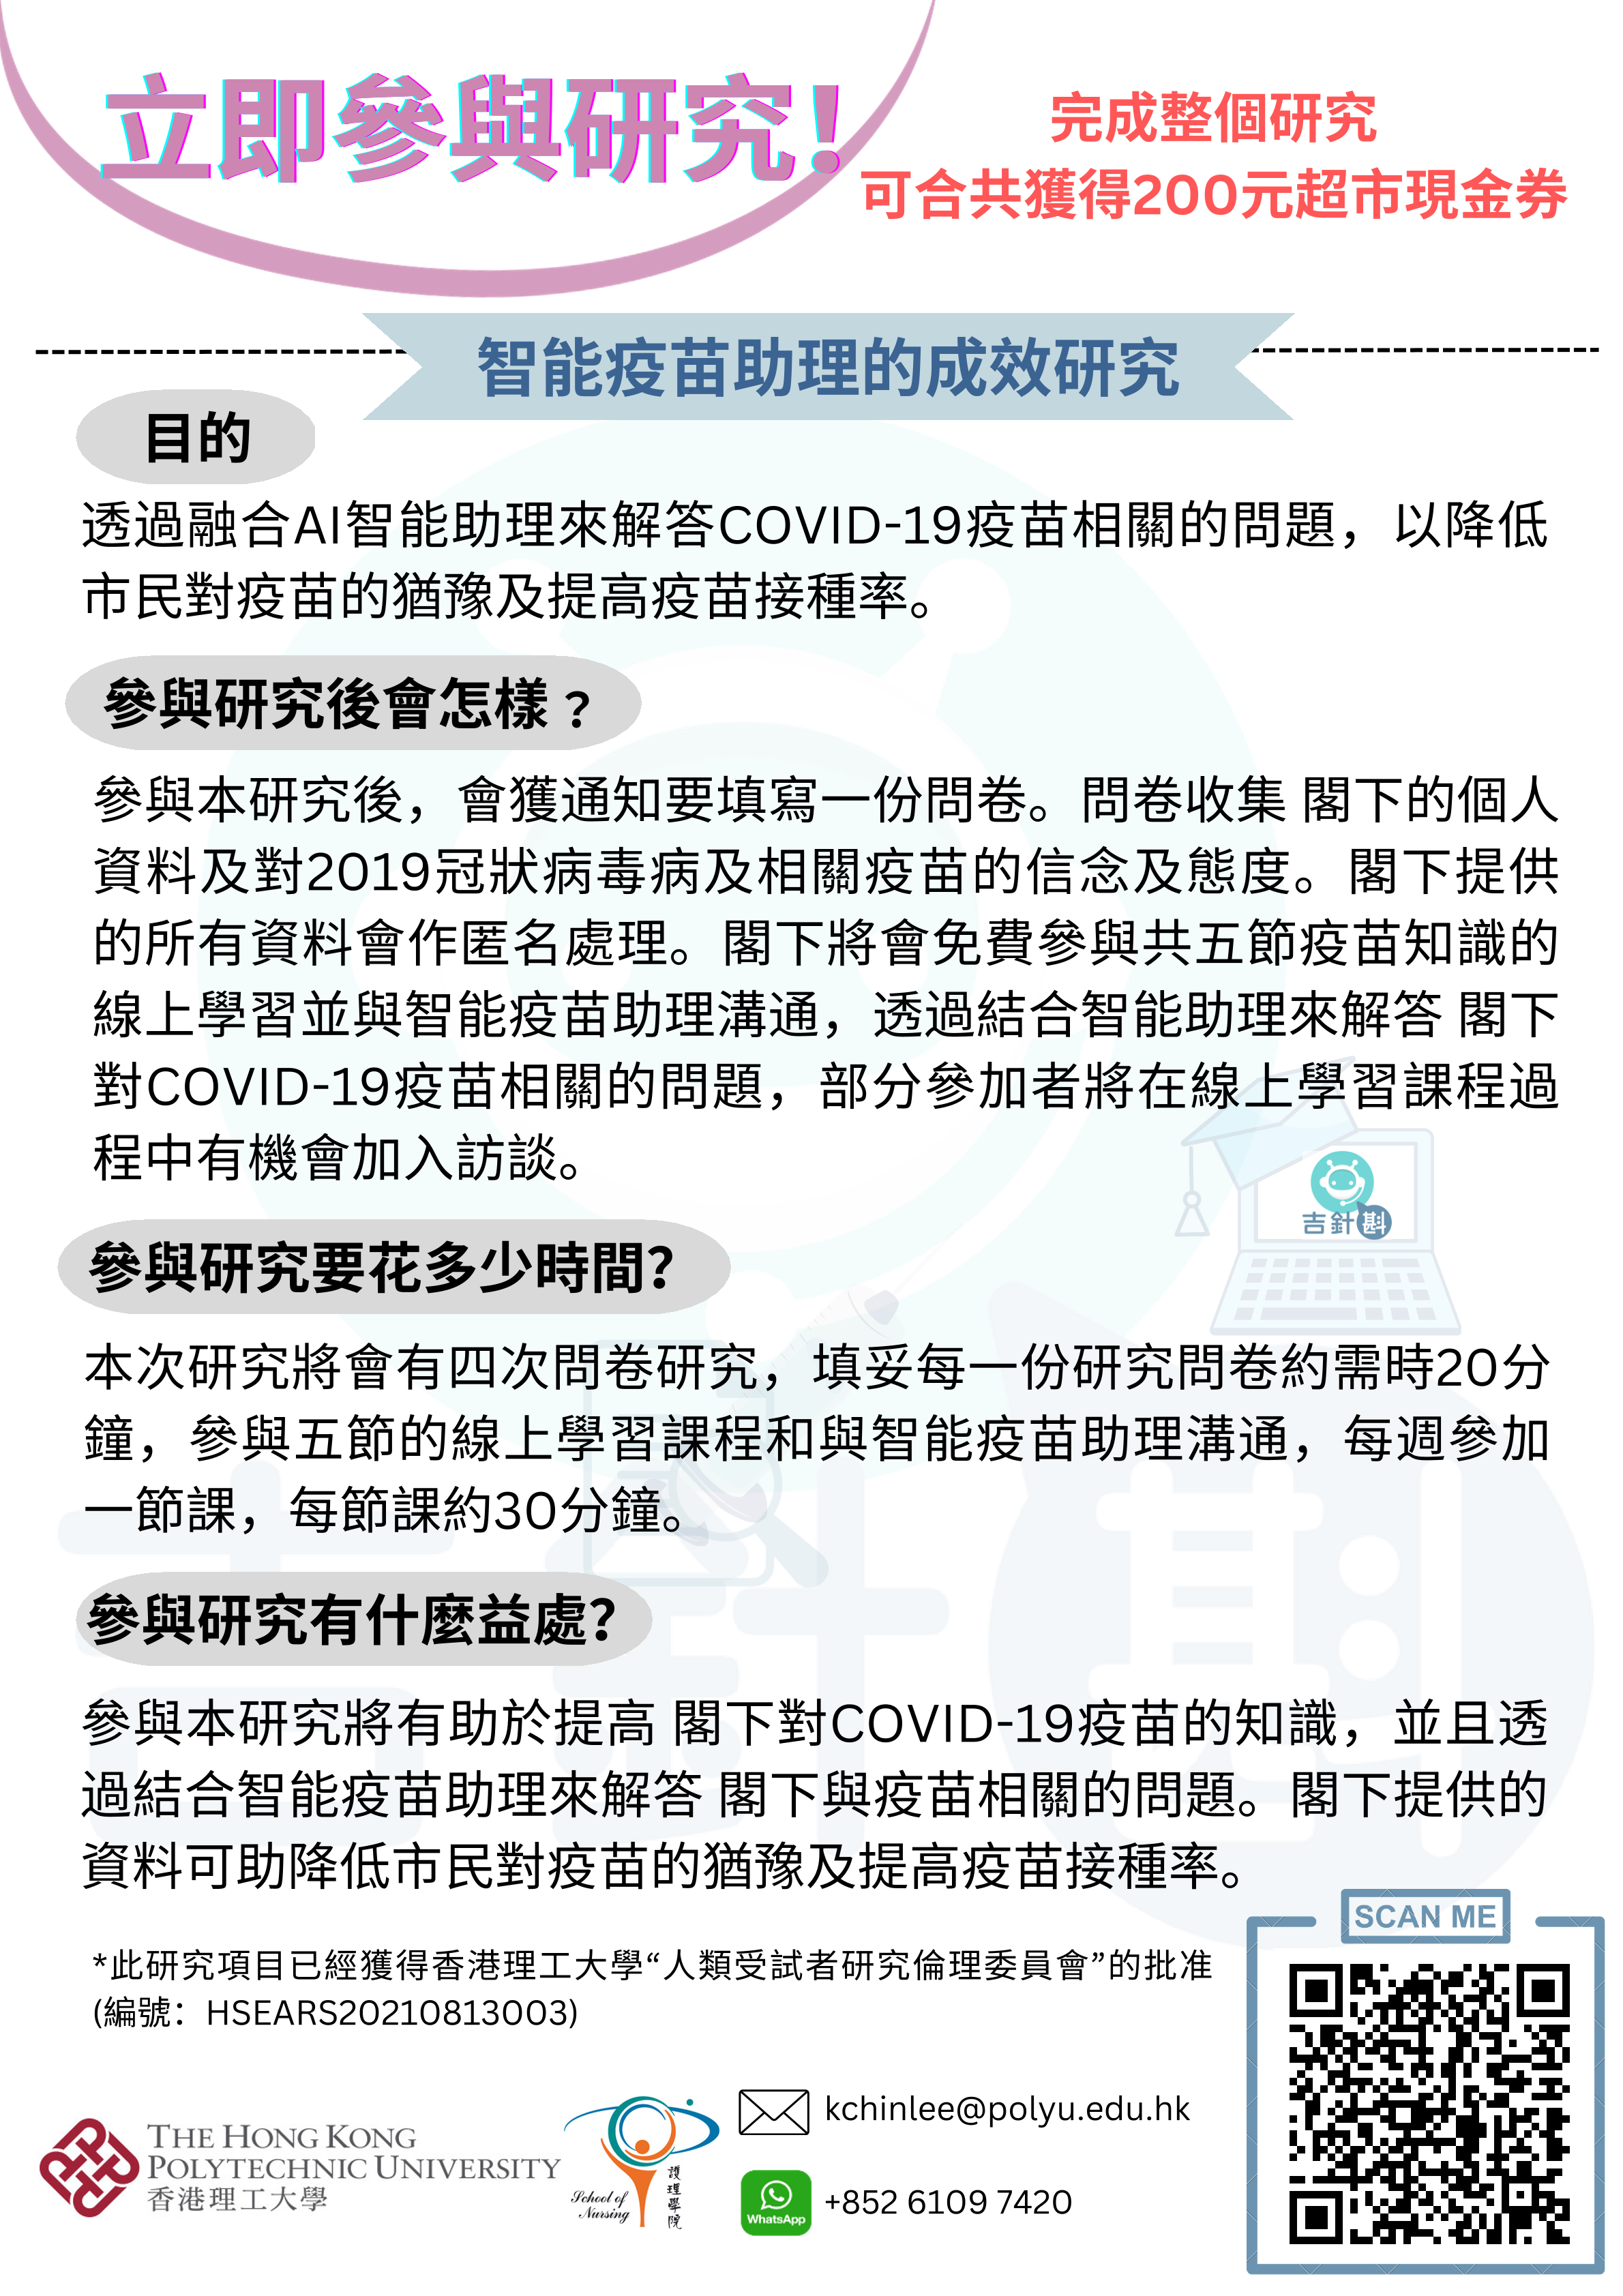 立即參與研究！
完成整個研究
可合共獲得200元超市現金券
智能疫苗助理的成效研究
目的
透過融合AI智能助理來解答COVID-19疫苗相關的問題，以降低
市民對疫苗的猶豫及提高疫苗接種率。
參與研究後會怎樣？
參與本研究後，會獲通知要填寫一份問卷。問卷收集 閣下的個人
資料及對2019冠狀病毒病及相關疫苗的信念及態度。閣下提供
的所有資料會作匿名處理。閣下將會免費參與共五節疫苗知識的
線上學習並與智能疫苗助理溝通，透過結合智能助理來解答 閣下
對COVID-19疫苗相關的問題，部分參加者將在線上學習課程過
程中有機會加入訪談。
吉針斟
參與研究要花多少時間？
本次研究將會有四次問卷研究，填妥每一份研究問卷約需時20分
鐘，參與五節的線上學習課程和與智能疫苗助理溝通，每週參加
一節課，每節課約30分鐘。
參與研究有什麼益處？
參與本研究將有助於提高 閣下對COVID-19疫苗的知識，並且透
過結合智能疫苗助理來解答 閣下與疫苗相關的問題。閣下提供的
資料可助降低市民對疫苗的猶豫及提高疫苗接種率。
*此研究項目已經獲得香港理工大學“人類受試者研究倫理委員會”的批准
(編號：HSEARS20210813003)
SCAN ME
THE HONG KONG
POLYTECHNIC UNIVERSITY
香港理工大學
School of
Nursing
護理學院
kchinlee@polyu.edu.hk
WhatsApp
+852 6109 7420